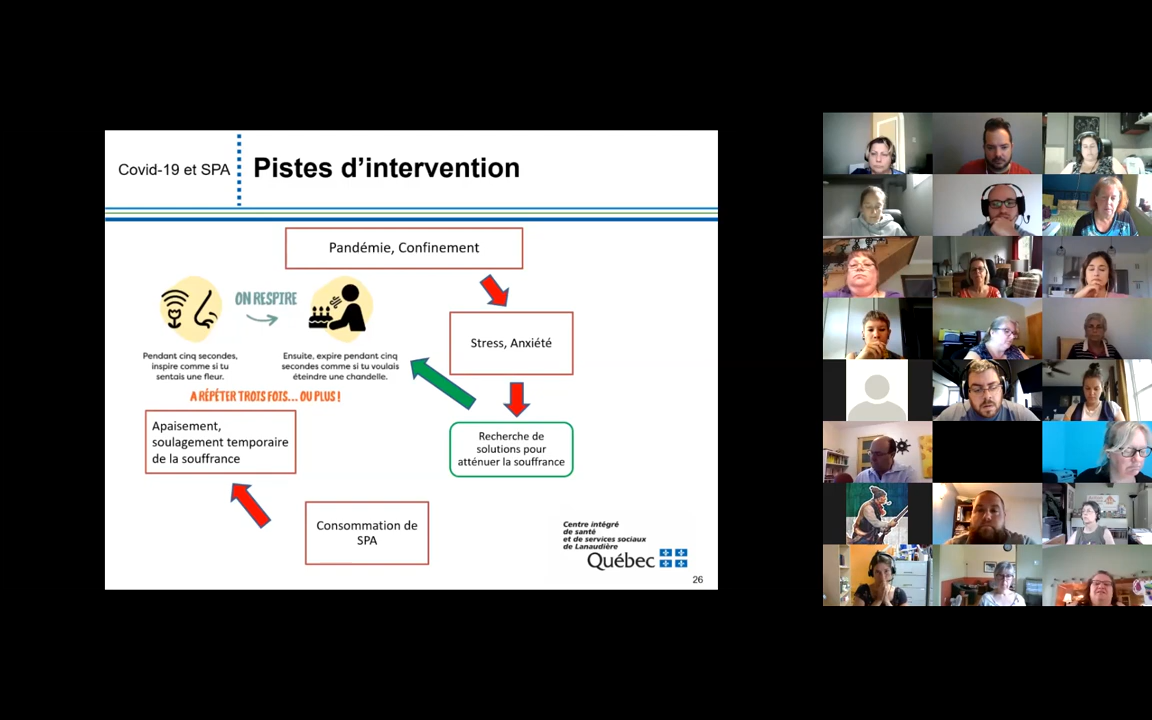 Covid-19 et SPA
Pistes d’intervention
Pandémie, Confinement
ON RESPIRE
Pendant cinq secondes,
inspire comme si tu
sentais une fleur.
Ensuite, expire pendant cinq
secondes comme si tu voulais
éteindre une chandelle.
A RÉPÉTER TROIS FOIS... OU PLUS !
Stress, Anxiété
Recherche de
solutions pour
atténuer la souffrance
Apaisement,
soulagement temporaire
de la souffrance
Consommation de
SPA
Centre intégré
de santé
et de services sociaux
de Lanaudière
Québec
26